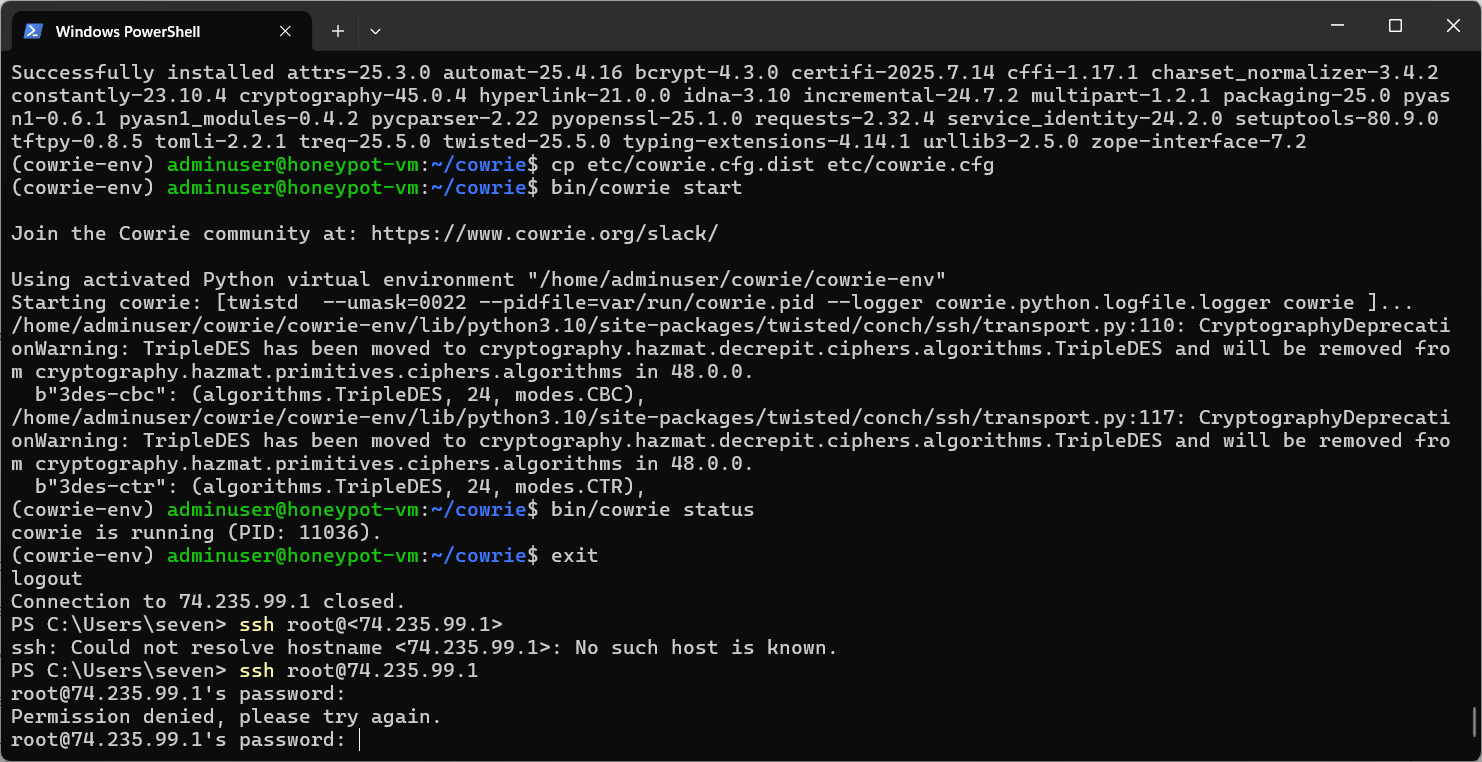 Windows PowerShell
Successfully installed attrs-25.3.0 automat-25.4.16 bcrypt-4.3.0 certifi-2025.7.14 cffi-1.17.1 charset_normalizer-3.4.2
constantly-23.10.4 cryptography-45.0.4 hyperlink-21.0.0 idna-3.10 incremental-24.7.2 multipart-1.2.1 packaging-25.0 pyas
n1-0.6.1 pyasn1_modules-0.4.2 pycparser-2.22 pyopenssl-25.1.0 requests-2.32.4 service_identity-24.2.0 setuptools-80.9.0
tftpy-0.8.5 tomli-2.2.1 treq-25.5.0 twisted-25.5.0 typing-extensions-4.14.1 urllib3-2.5.0 zope-interface-7.2
(cowrie-env) adminuser@honeypot-vm:~/cowrie$ cp etc/cowrie.cfg.dist etc/cowrie.cfg
(cowrie-env) adminuser@honeypot-vm:~/cowrie$ bin/cowrie start
Join the Cowrie community at: https://www.cowrie.org/slack/
Using activated Python virtual environment "/home/adminuser/cowrie/cowrie-env"
Starting cowrie: [twistd  --umask=0022 --pidfile=var/run/cowrie.pid --logger cowrie.python.logfile.logger cowrie ]...
/home/adminuser/cowrie/cowrie-env/lib/python3.10/site-packages/twisted/conch/ssh/transport.py:110: CryptographyDeprecati
onWarning: TripleDES has been moved to cryptography.hazmat.decrepit.ciphers.algorithms.TripleDES and will be removed fro
m cryptography.hazmat.primitives.ciphers.algorithms in 48.0.0.
  b"3des-cbc": (algorithms.TripleDES, 24, modes.CBC),
/home/adminuser/cowrie/cowrie-env/lib/python3.10/site-packages/twisted/conch/ssh/transport.py:117: CryptographyDeprecati
onWarning: TripleDES has been moved to cryptography.hazmat.decrepit.ciphers.algorithms.TripleDES and will be removed fro
m cryptography.hazmat.primitives.ciphers.algorithms in 48.0.0.
  b"3des-ctr": (algorithms.TripleDES, 24, modes.CTR),
(cowrie-env) adminuser@honeypot-vm:~/cowrie$ bin/cowrie status
cowrie is running (PID: 11036).
(cowrie-env) adminuser@honeypot-vm:~/cowrie$ exit
logout
Connection to 74.235.99.1 closed.
PS C:\Users\seven> ssh root@<74.235.99.1>
ssh: Could not resolve hostname <74.235.99.1>: No such host is known.
PS C:\Users\seven> ssh root@74.235.99.1
root@74.235.99.1's password:
Permission denied, please try again.
root@74.235.99.1's password: